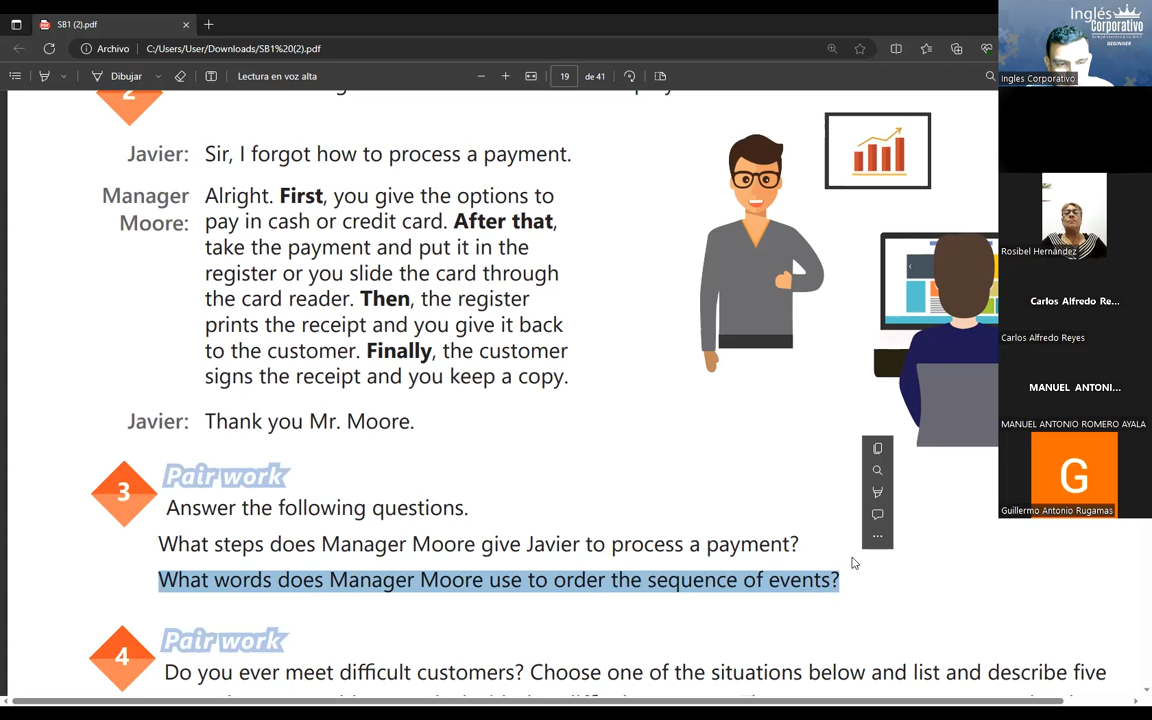 SB1 (2).pdf
Archivo
C:/Users/User/Downloads/SB1%20(2).pdf
Dibujar
Lectura en voz alta
19
de 41
2
Javier: Sir, I forgot how to process a payment.
Manager Moore: Alright. First, you give the options to
pay in cash or credit card. After that,
take the payment and put it in the
register or you slide the card through
the card reader. Then, the register
prints the receipt and you give it back
to the customer. Finally, the customer
signs the receipt and you keep a copy.
Javier: Thank you Mr. Moore.
3
Pair work
Answer the following questions.
What steps does Manager Moore give Javier to process a payment?
What words does Manager Moore use to order the sequence of events?
4
Pair work
Do you ever meet difficult customers? Choose one of the situations below and list and describe five
Inglés
Corporativo
BEGINNER
Ingles Corporativo
Rosibel Hernández
Carlos Alfredo Re...
Carlos Alfredo Reyes
MANUEL ANTONI...
MANUEL ANTONIO ROMERO AYALA
G
Guillermo Antonio Rugamas